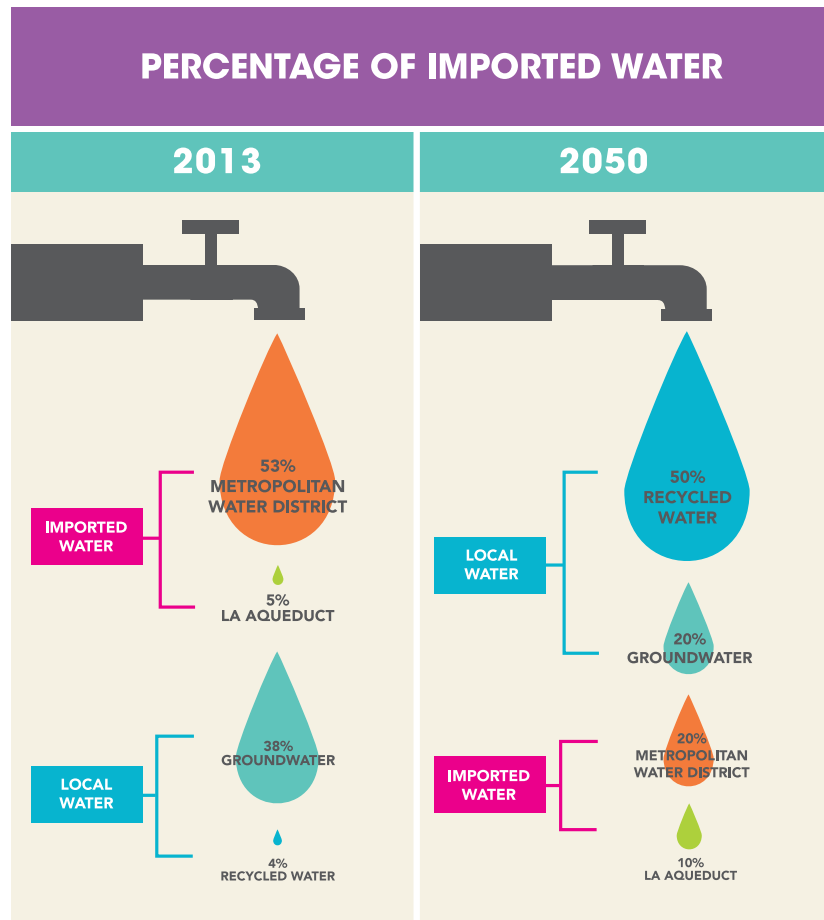 PERCENTAGE OF IMPORTED WATER
2013
53%
METROPOLITAN
WATER DISTRICT
IMPORTED
WATER
5%
LA AQUEDUCT
38%
GROUNDWATER
LOCAL
WATER
4%
RECYCLED WATER
2050
50%
RECYCLED
WATER
LOCAL
WATER
20%
GROUNDWATER
20%
METROPOLITAN
WATER DISTRICT
IMPORTED
WATER
10%
LA AQUEDUCT